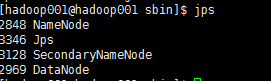 [hadoop001@hadoop001 sbin]$ jps
2848 NameNode
3346 Jps
3128 SecondaryNameNode
2969 DataNode